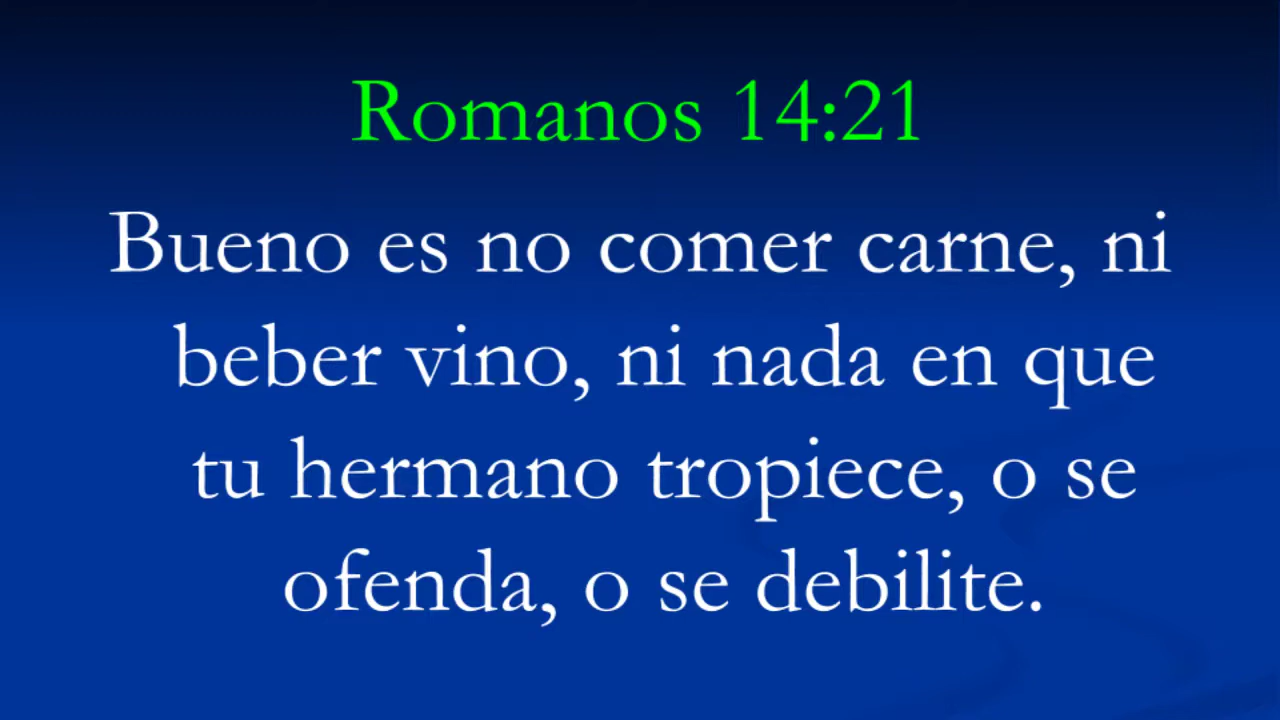 Romanos 14:21
Bueno es no comer carne, ni
beber vino, ni nada en que
tu hermano tropiece, o se
ofenda, o se debilite.